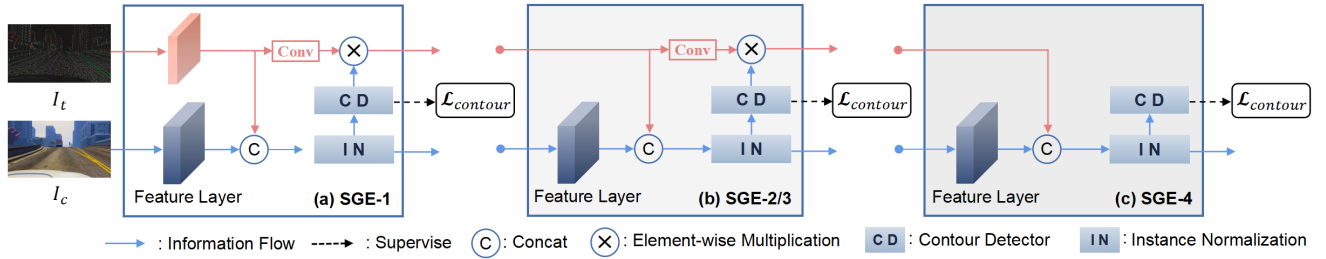 I_t
I_c
Conv
C D
I N
C
Feature Layer
(a) SGE-1
ℒ_contour
Conv
C D
I N
C
Feature Layer
(b) SGE-2/3
ℒ_contour
C D
I N
C
Feature Layer
(c) SGE-4
ℒ_contour
: Information Flow
: Supervise
C : Concat
: Element-wise Multiplication
C D : Contour Detector
I N : Instance Normalization